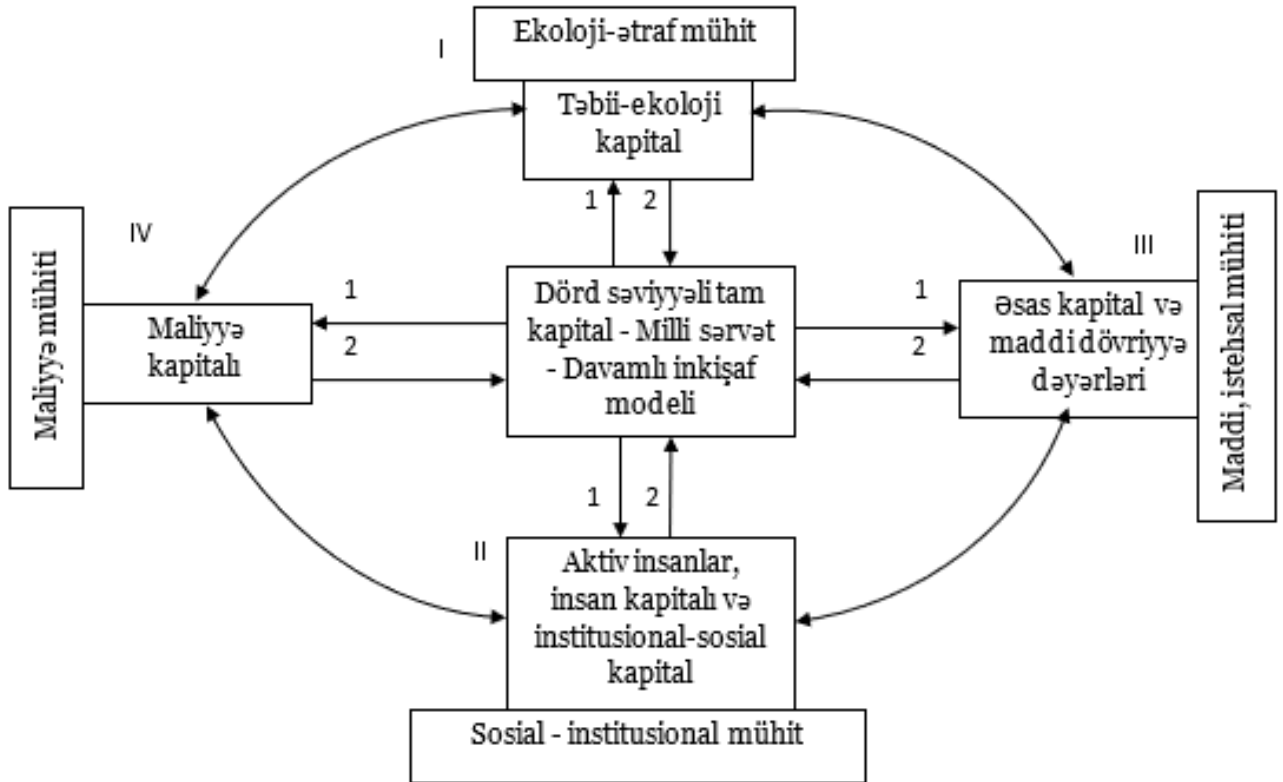 I
Ekoloji-ətraf mühit
Təbii-ekoloji
kapital
1
2
IV
III
Maliyyə mühiti
Maliyyə
kapitalı
1
2
Dörd səviyyəli tam
kapital - Milli sərvət
- Davamlı inkişaf
modeli
1
2
Əsas kapital və
maddi dövriyyə
dəyərləri
Maddi, istehsal mühiti
1
2
II
Aktiv insanlar,
insan kapitalı və
institusional-sosial
kapital
Sosial - institusional mühit